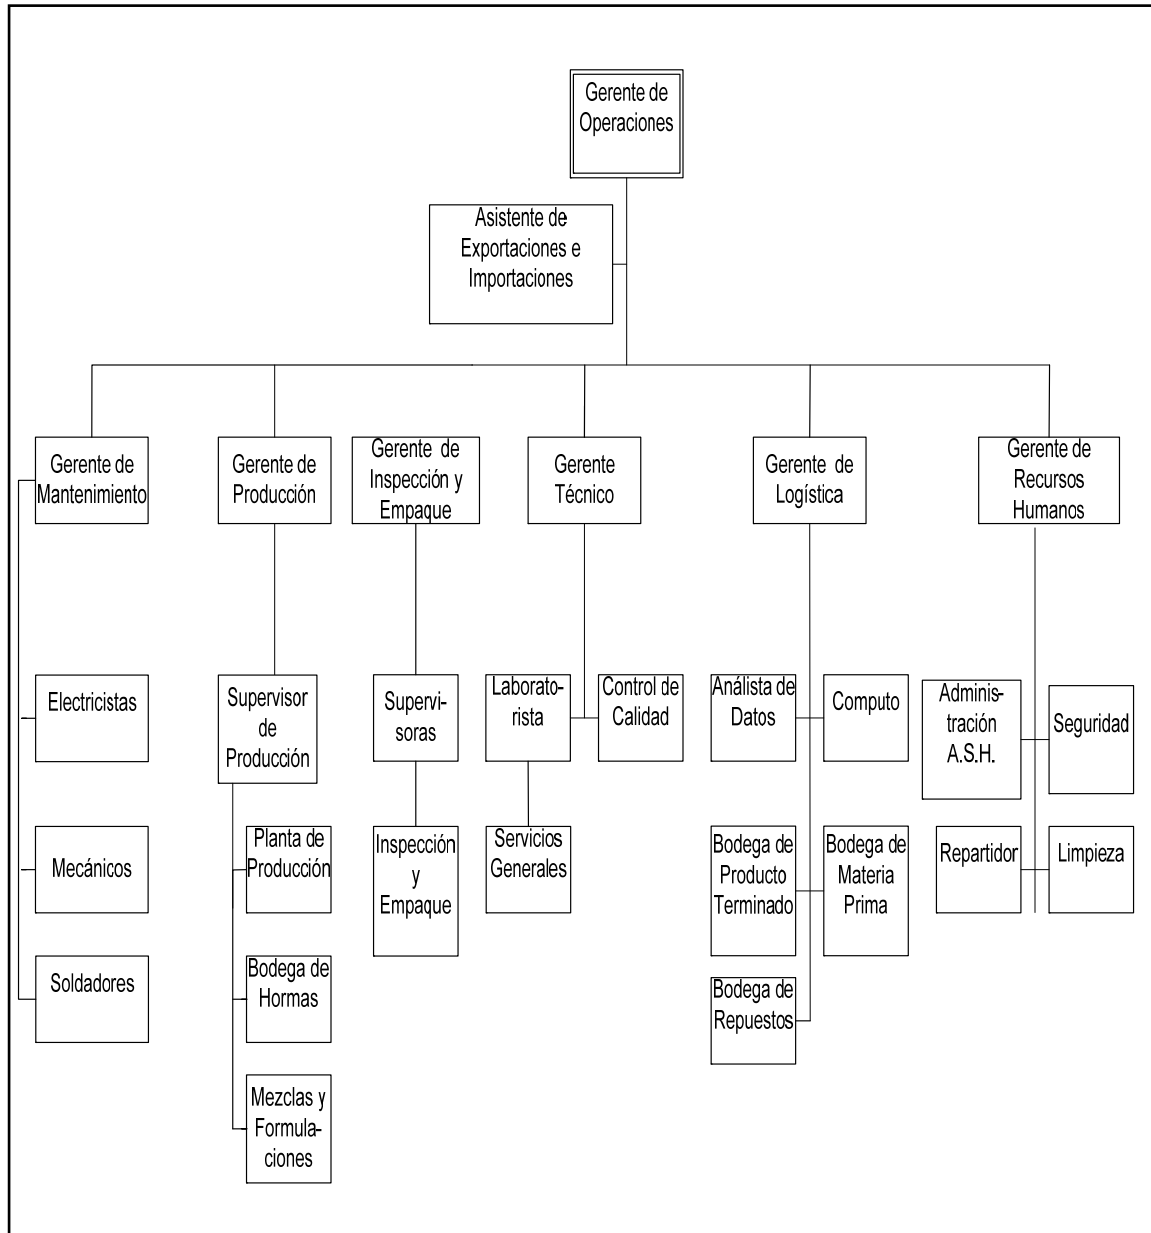 Gerente de
Operaciones
Asistente de
Exportaciones e
Importaciones
Gerente de
Mantenimiento
Gerente de
Producción
Gerente de
Inspección y
Empaque
Gerente
Técnico
Gerente de
Logística
Gerente de
Recursos
Humanos
Electricistas
Supervisor
de
Producción
Supervi-
soras
Laborato-
rista
Control de
Calidad
Análista de
Datos
Computo
Adminis-
tración
A.S.H.
Seguridad
Mecánicos
Planta de
Producción
Inspección
y
Empaque
Servicios
Generales
Bodega de
Producto
Terminado
Bodega de
Materia
Prima
Repartidor
Limpieza
Soldadores
Bodega de
Hormas
Bodega de
Repuestos
Mezclas y
Formula-
ciones